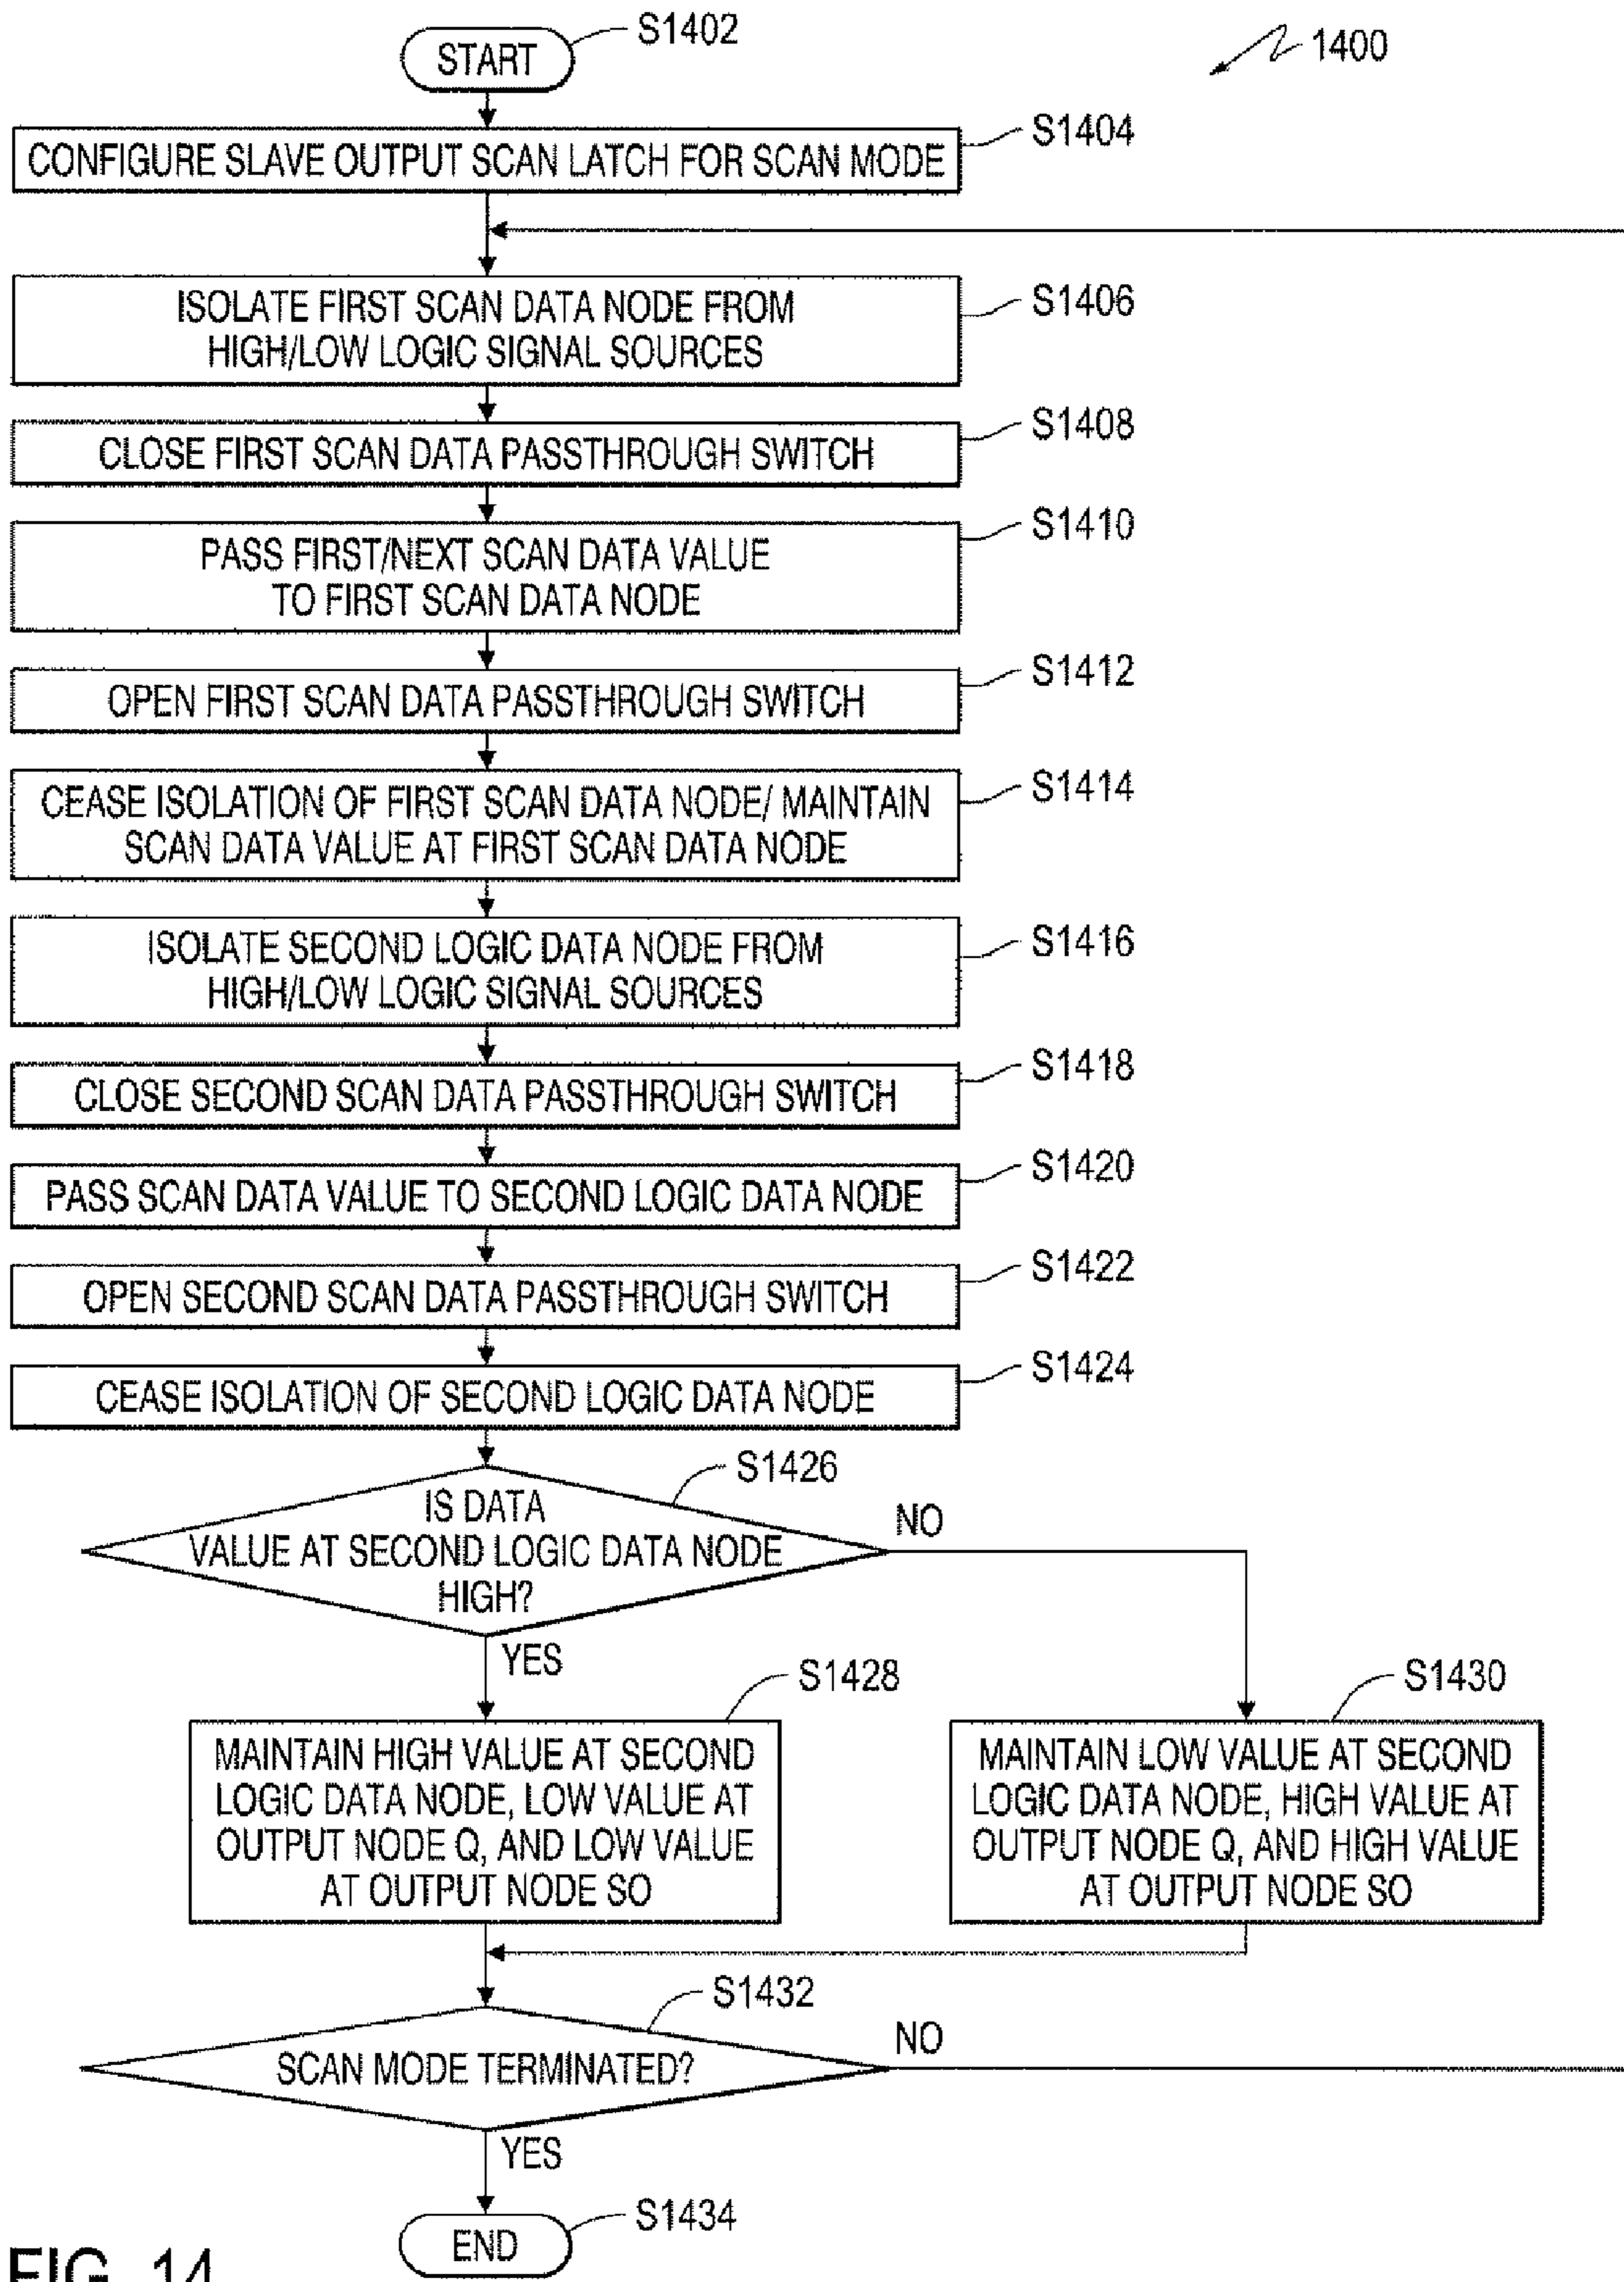 START
S1402
1400
CONFIGURE SLAVE OUTPUT SCAN LATCH FOR SCAN MODE
S1404
ISOLATE FIRST SCAN DATA NODE FROM
HIGH/LOW LOGIC SIGNAL SOURCES
S1406
CLOSE FIRST SCAN DATA PASSTHROUGH SWITCH
S1408
PASS FIRST/NEXT SCAN DATA VALUE
TO FIRST SCAN DATA NODE
S1410
OPEN FIRST SCAN DATA PASSTHROUGH SWITCH
S1412
CEASE ISOLATION OF FIRST SCAN DATA NODE/ MAINTAIN
SCAN DATA VALUE AT FIRST SCAN DATA NODE
S1414
ISOLATE SECOND LOGIC DATA NODE FROM
HIGH/LOW LOGIC SIGNAL SOURCES
S1416
CLOSE SECOND SCAN DATA PASSTHROUGH SWITCH
S1418
PASS SCAN DATA VALUE TO SECOND LOGIC DATA NODE
S1420
OPEN SECOND SCAN DATA PASSTHROUGH SWITCH
S1422
CEASE ISOLATION OF SECOND LOGIC DATA NODE
S1424
IS DATA
VALUE AT SECOND LOGIC DATA NODE
HIGH?
S1426
NO
YES
MAINTAIN HIGH VALUE AT SECOND
LOGIC DATA NODE, LOW VALUE AT
OUTPUT NODE Q, AND LOW VALUE
AT OUTPUT NODE SO
S1428
MAINTAIN LOW VALUE AT SECOND
LOGIC DATA NODE, HIGH VALUE AT
OUTPUT NODE Q, AND HIGH VALUE
AT OUTPUT NODE SO
S1430
SCAN MODE TERMINATED?
S1432
NO
YES
END
S1434
FIG. 14